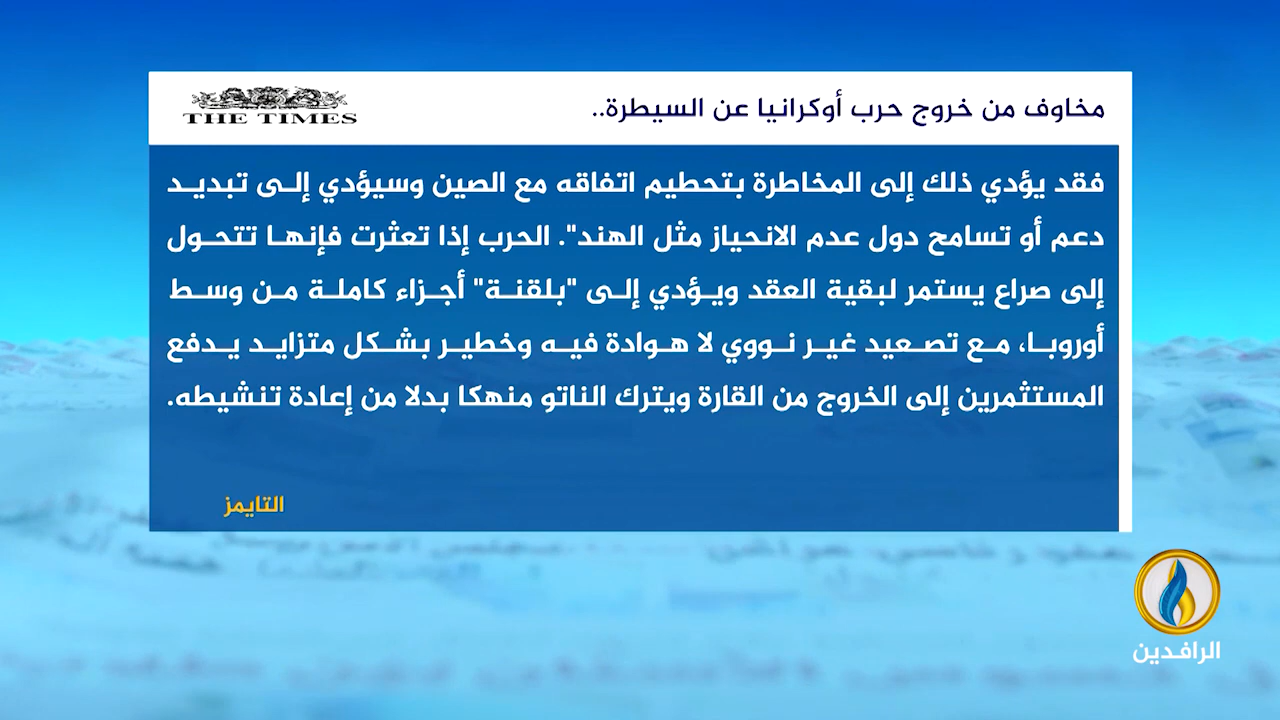 THE TIMES
مخاوف من خروج حرب أوكرانيا عن السيطرة..
فقد يؤدي ذلك إلى المخاطرة بتحطيم اتفاقه مع الصين وسيؤدي إلى تبديد
دعم أو تسامح دول عدم الانحياز مثل الهند". الحرب إذا تعثرت فإنها تتحول
إلى صراع يستمر لبقية العقد ويؤدي إلى "بلقنة" أجزاء كاملة من وسط
أوروبا، مع تصعيد غير نووي لا هوادة فيه وخطير بشكل متزايد يدفع
المستثمرين إلى الخروج من القارة ويترك الناتو منهكا بدلا من إعادة تنشيطه.
التايمز
الرافدين